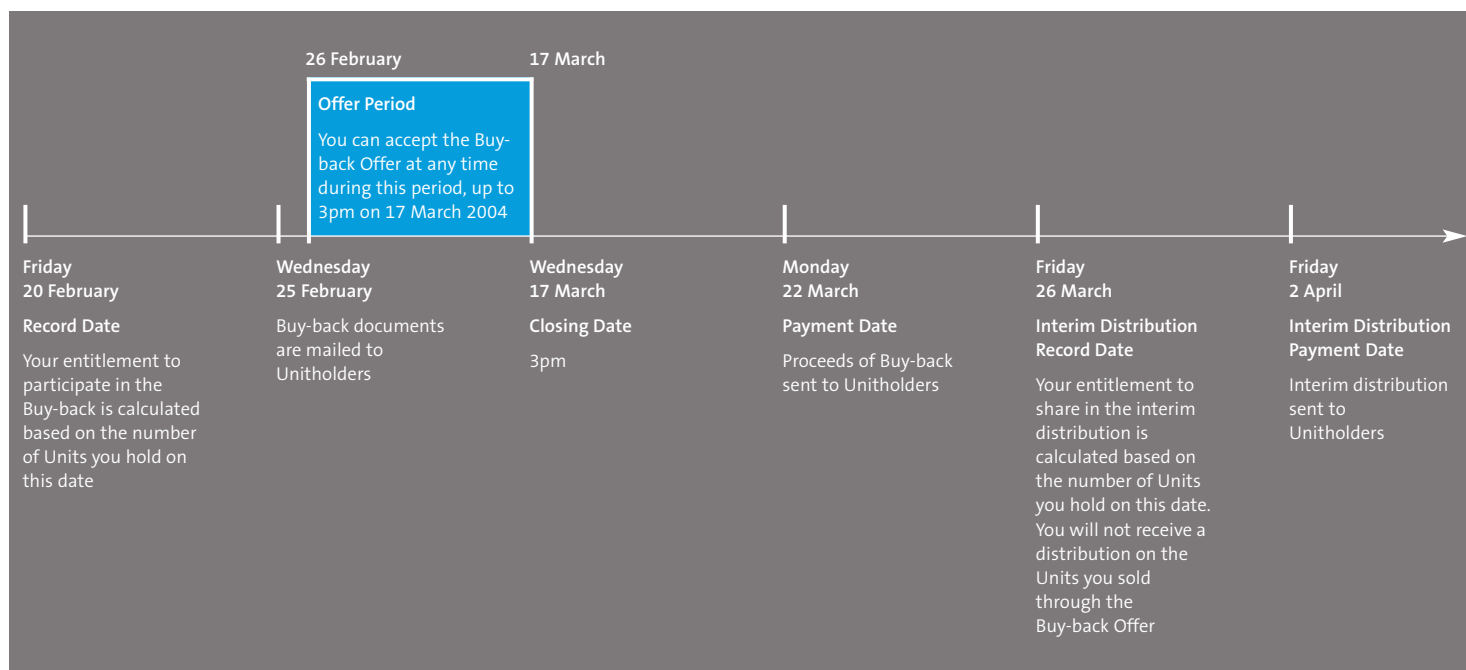 26 February
17 March
Offer Period
You can accept the Buy-
back Offer at any time
during this period, up to
3pm on 17 March 2004
Friday
20 February
Record Date
Your entitlement to
participate in the
Buy-back is calculated
based on the number
of Units you hold on
this date
Wednesday
25 February
Buy-back documents
are mailed to
Unitholders
Wednesday
17 March
Closing Date
3pm
Monday
22 March
Payment Date
Proceeds of Buy-back
sent to Unitholders
Friday
26 March
Interim Distribution
Record Date
Your entitlement to
share in the interim
distribution is
calculated based on
the number of Units
you hold on this date.
You will not receive a
distribution on the
Units you sold
through the
Buy-back Offer
Friday
2 April
Interim Distribution
Payment Date
Interim distribution
sent to
Unitholders